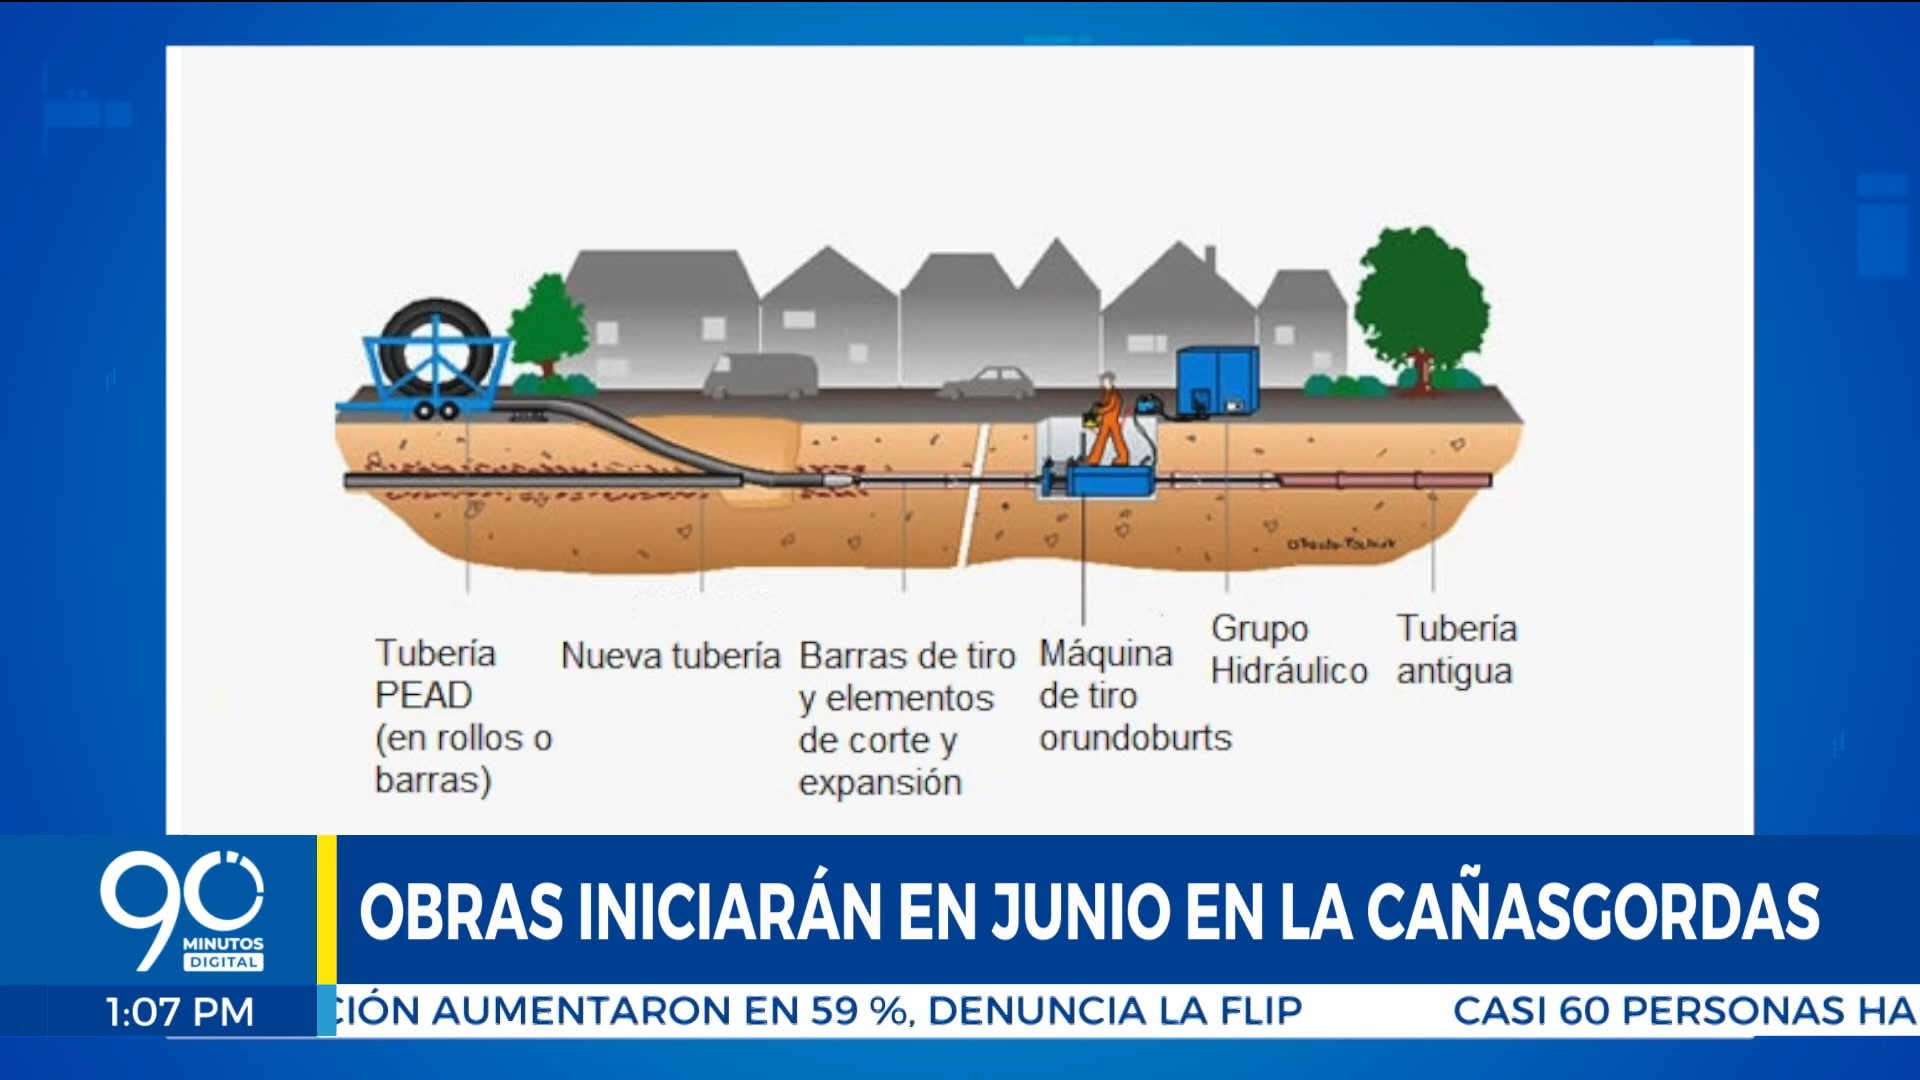 Tubería
PEAD
(en rollos o
barras)
Nueva tubería
Barras de tiro
y elementos
de corte y
expansión
Máquina
de tiro
orundoburts
Grupo
Hidráulico
Tubería
antigua
90
MINUTOS
DIGITAL
OBRAS INICIARÁN EN JUNIO EN LA CAÑASGORDAS
1:07 PM
CIÓN AUMENTARON EN 59 %, DENUNCIA LA FLIP
CASI 60 PERSONAS HA